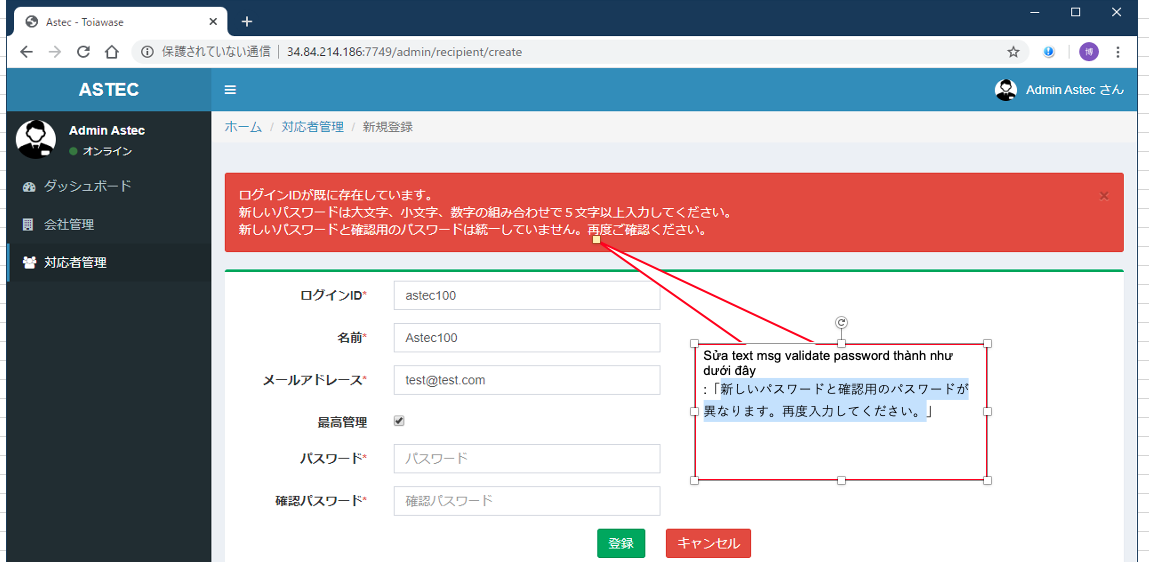 Astec - Toiawase
保護されていない通信 | 34.84.214.186:7749/admin/recipient/create
博
ASTEC
Admin Astec さん
Admin Astec
オンライン
ホーム / 対応者管理 / 新規登録
ダッシュボード
会社管理
対応者管理
ログインIDが既に存在しています。
新しいパスワードは大文字、小文字、数字の組み合わせで５文字以上入力してください。
新しいパスワードと確認用のパスワードは統一していません。再度ご確認ください。
×
ログインID* astec100
名前* Astec100
メールアドレース* test@test.com
最高管理
パスワード* パスワード
確認パスワード* 確認パスワード
登録 キャンセル
Sửa text msg validate password thành như
dưới đây
:「新しいパスワードと確認用のパスワードが
異なります。再度入力してください。」